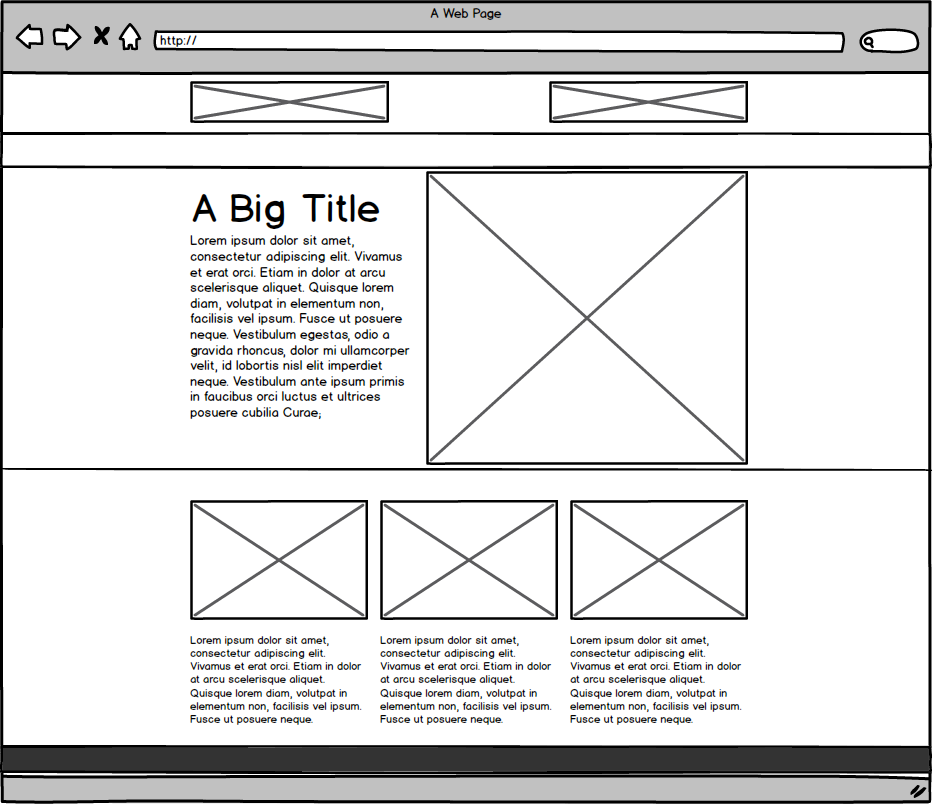 A Web Page
http://
A Big Title
Lorem ipsum dolor sit amet,
consectetur adipiscing elit. Vivamus
et erat orci. Etiam in dolor at arcu
scelerisque aliquet. Quisque lorem
diam, volutpat in elementum non,
facilisis vel ipsum. Fusce ut posuere
neque. Vestibulum egestas, odio a
gravida rhoncus, dolor mi ullamcorper
velit, id lobortis nisl elit imperdiet
neque. Vestibulum ante ipsum primis
in faucibus orci luctus et ultrices
posuere cubilia Curae;
Lorem ipsum dolor sit amet,
consectetur adipiscing elit.
Vivamus et erat orci. Etiam in dolor
at arcu scelerisque aliquet.
Quisque lorem diam, volutpat in
elementum non, facilisis vel ipsum.
Fusce ut posuere neque.
Lorem ipsum dolor sit amet,
consectetur adipiscing elit.
Vivamus et erat orci. Etiam in dolor
at arcu scelerisque aliquet.
Quisque lorem diam, volutpat in
elementum non, facilisis vel ipsum.
Fusce ut posuere neque.
Lorem ipsum dolor sit amet,
consectetur adipiscing elit.
Vivamus et erat orci. Etiam in dolor
at arcu scelerisque aliquet.
Quisque lorem diam, volutpat in
elementum non, facilisis vel ipsum.
Fusce ut posuere neque.